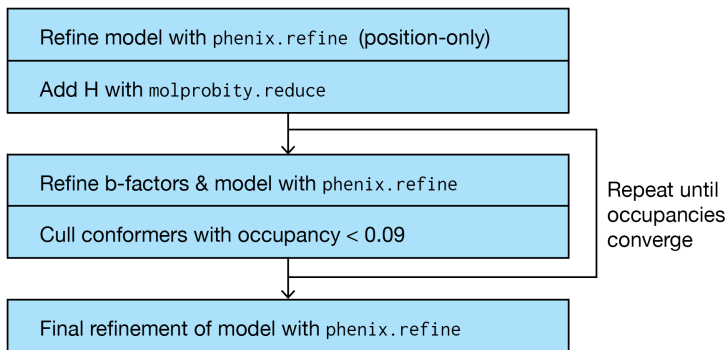 Refine model with phenix.refine (position-only)
Add H with molprobity.reduce
Refine b-factors & model with phenix.refine
Cull conformers with occupancy < 0.09
Repeat until
occupancies
converge
Final refinement of model with phenix.refine